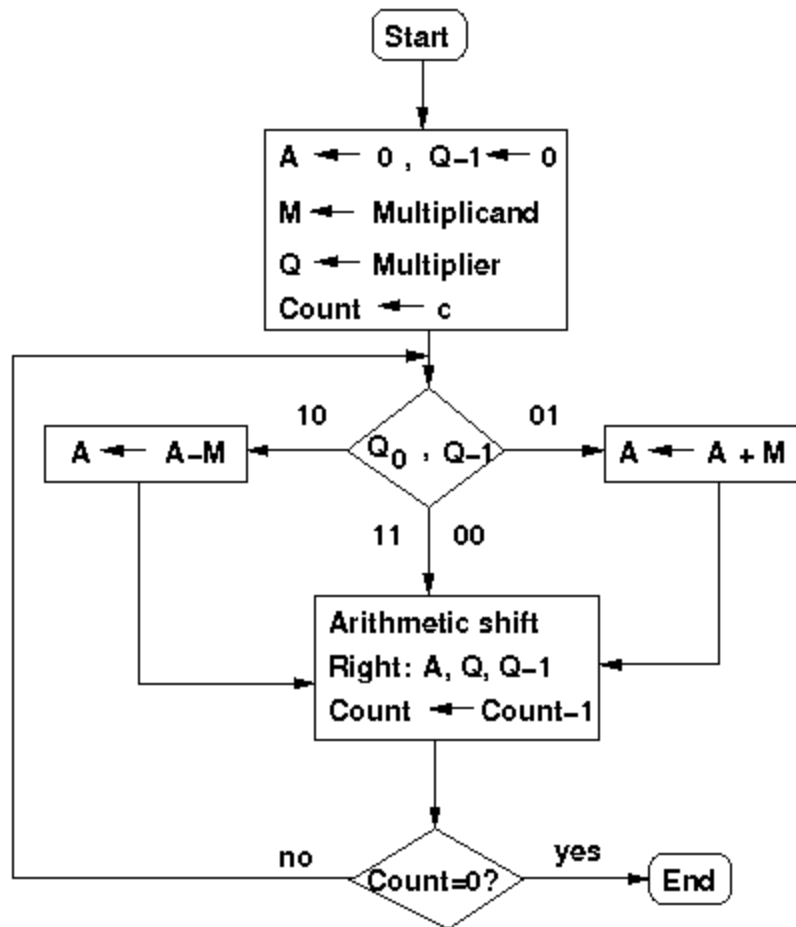 Start
A ← 0 , Q-1 ← 0
M ← Multiplicand
Q ← Multiplier
Count ← c
10
01
A ← A-M
Q0 , Q-1
A ← A + M
11
00
Arithmetic shift
Right: A, Q, Q-1
Count ← Count-1
no
yes
Count=0?
End